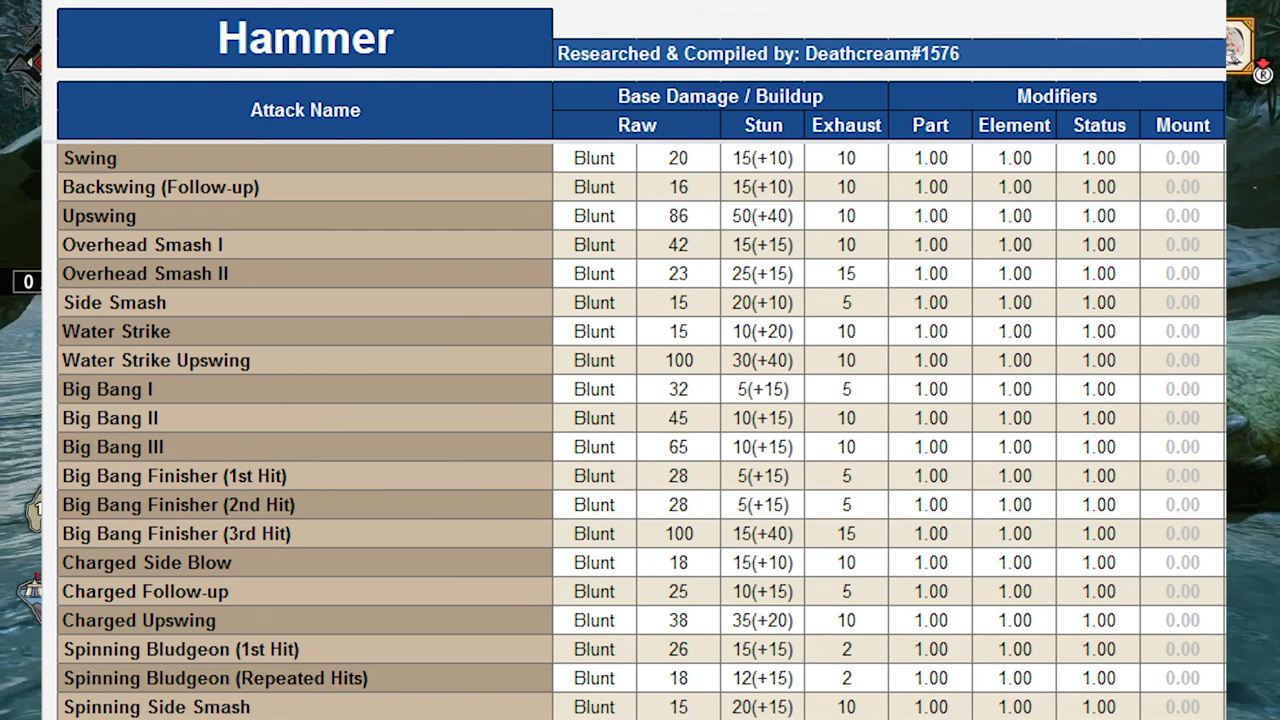 Hammer
Researched & Compiled by: Deathcream#1576
Attack Name Base Damage / Buildup Modifiers
Raw Stun Exhaust Part Element Status Mount
Swing Blunt 20 15(+10) 10 1.00 1.00 1.00 0.00
Backswing (Follow-up) Blunt 16 15(+10) 10 1.00 1.00 1.00 0.00
Upswing Blunt 86 50(+40) 10 1.00 1.00 1.00 0.00
Overhead Smash I Blunt 42 15(+15) 10 1.00 1.00 1.00 0.00
Overhead Smash II Blunt 23 25(+15) 15 1.00 1.00 1.00 0.00
Side Smash Blunt 15 20(+10) 5 1.00 1.00 1.00 0.00
Water Strike Blunt 15 10(+20) 10 1.00 1.00 1.00 0.00
Water Strike Upswing Blunt 100 30(+40) 10 1.00 1.00 1.00 0.00
Big Bang I Blunt 32 5(+15) 5 1.00 1.00 1.00 0.00
Big Bang II Blunt 45 10(+15) 10 1.00 1.00 1.00 0.00
Big Bang III Blunt 65 10(+15) 10 1.00 1.00 1.00 0.00
Big Bang Finisher (1st Hit) Blunt 28 5(+15) 5 1.00 1.00 1.00 0.00
Big Bang Finisher (2nd Hit) Blunt 28 5(+15) 5 1.00 1.00 1.00 0.00
Big Bang Finisher (3rd Hit) Blunt 100 15(+40) 15 1.00 1.00 1.00 0.00
Charged Side Blow Blunt 18 15(+10) 10 1.00 1.00 1.00 0.00
Charged Follow-up Blunt 25 10(+15) 5 1.00 1.00 1.00 0.00
Charged Upswing Blunt 38 35(+20) 10 1.00 1.00 1.00 0.00
Spinning Bludgeon (1st Hit) Blunt 26 15(+15) 2 1.00 1.00 1.00 0.00
Spinning Bludgeon (Repeated Hits) Blunt 18 12(+15) 2 1.00 1.00 1.00 0.00
Spinning Side Smash Blunt 15 20(+15) 10 1.00 1.00 1.00 0.00
0
R